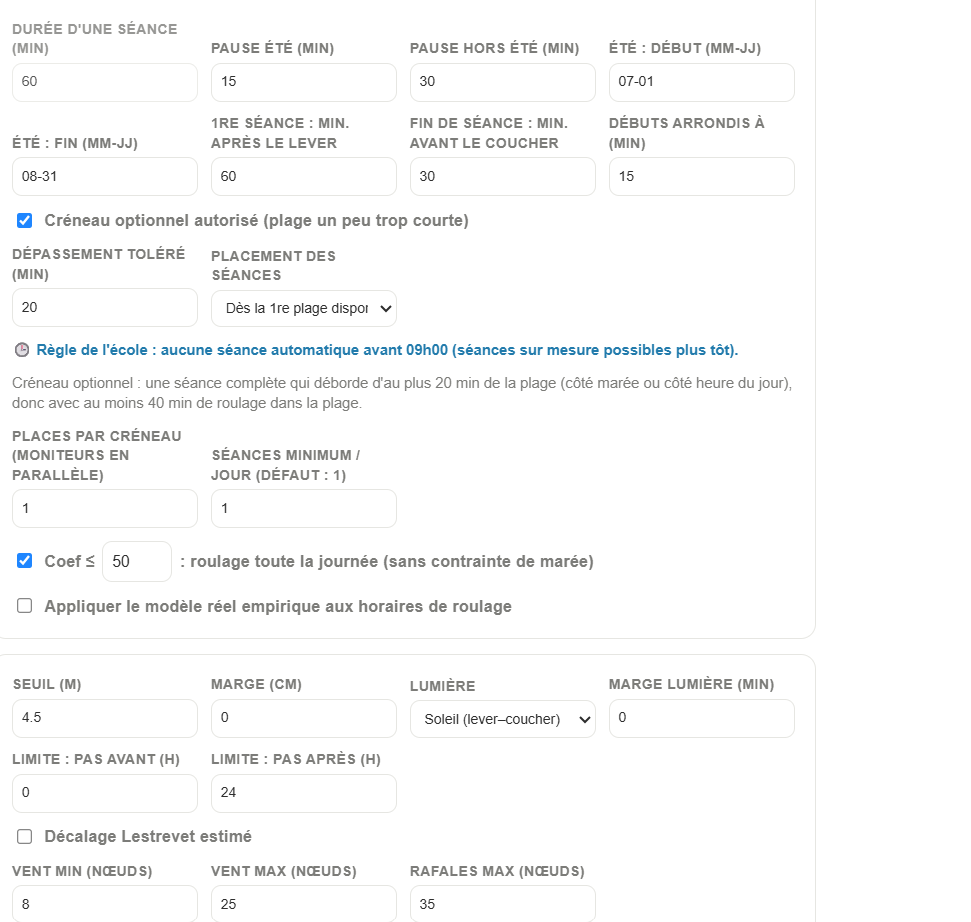 DURÉE D'UNE SÉANCE
(MIN)
PAUSE ÉTÉ (MIN)
PAUSE HORS ÉTÉ (MIN)
ÉTÉ : DÉBUT (MM-JJ)
60
15
30
07-01
ÉTÉ : FIN (MM-JJ)
1RE SÉANCE : MIN.
APRÈS LE LEVER
FIN DE SÉANCE : MIN.
AVANT LE COUCHER
DÉBUTS ARRONDIS À
(MIN)
08-31
60
30
15
Créneau optionnel autorisé (plage un peu trop courte)
DÉPASSEMENT TOLÉRÉ
(MIN)
PLACEMENT DES
SÉANCES
20
Dès la 1re plage dispor
Règle de l'école : aucune séance automatique avant 09h00 (séances sur mesure possibles plus tôt).
Créneau optionnel : une séance complète qui déborde d'au plus 20 min de la plage (côté marée ou côté heure du jour),
donc avec au moins 40 min de roulage dans la plage.
PLACES PAR CRÉNEAU
(MONITEURS EN
PARALLÈLE)
SÉANCES MINIMUM /
JOUR (DÉFAUT : 1)
1
1
Coef ≤ 50 : roulage toute la journée (sans contrainte de marée)
Appliquer le modèle réel empirique aux horaires de roulage
SEUIL (M)
MARGE (CM)
LUMIÈRE
MARGE LUMIÈRE (MIN)
4.5
0
Soleil (lever–coucher)
0
LIMITE : PAS AVANT (H)
LIMITE : PAS APRÈS (H)
0
24
Décalage Lestrevet estimé
VENT MIN (NŒUDS)
VENT MAX (NŒUDS)
RAFALES MAX (NŒUDS)
8
25
35